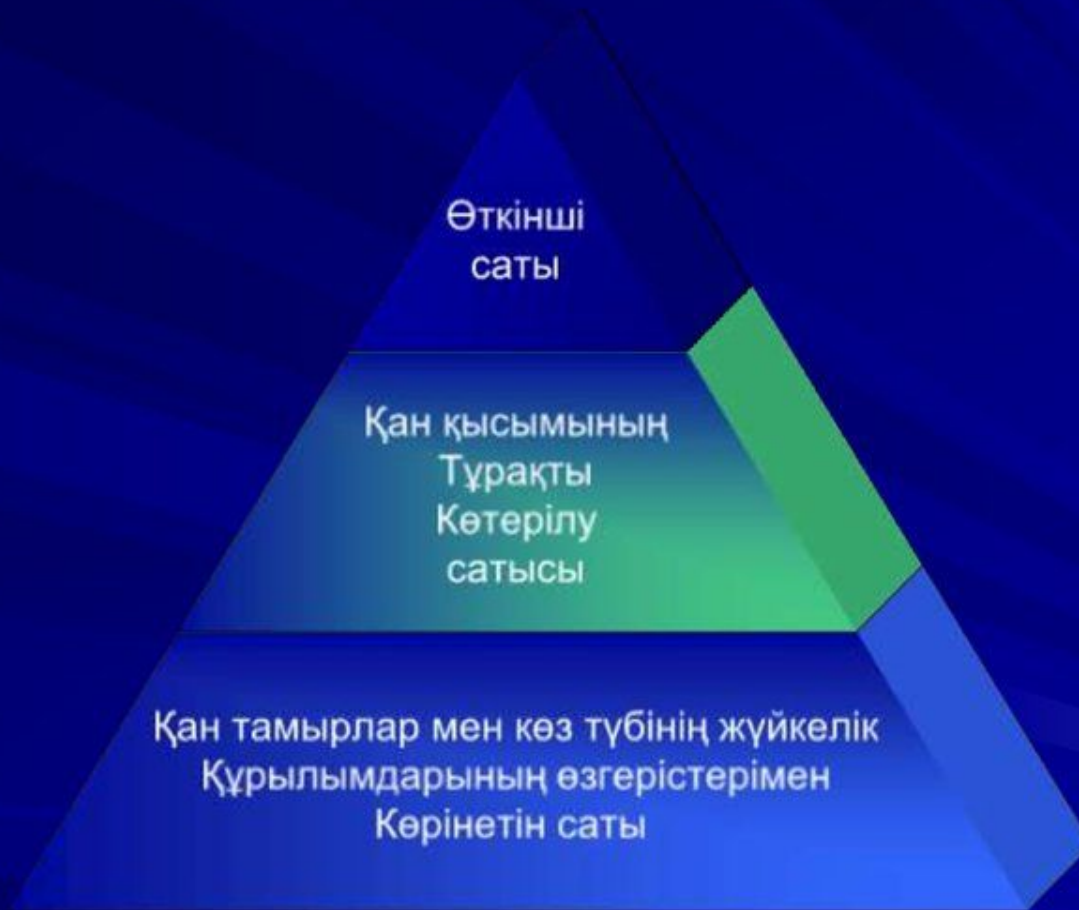 Өткінші
саты
Қан қысымының
Тұрақты
Көтерілу
сатысы
Қан тамырлар мен көз түбінің жүйкелік
Құрылымдарының өзгерістерімен
Көрінетін саты